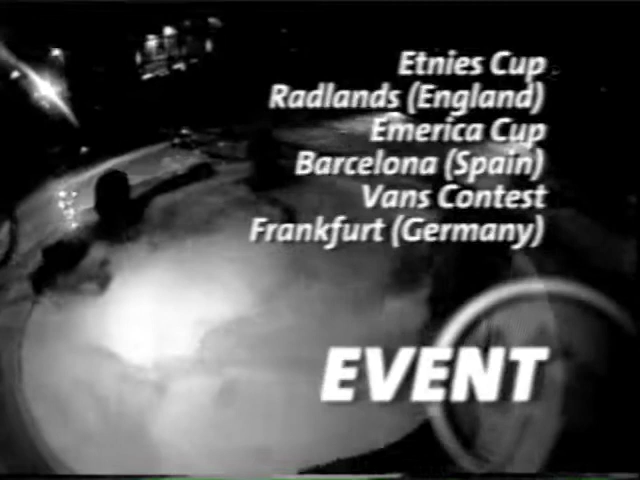 Etnies Cup
Radlands (England)
Emerica Cup
Barcelona (Spain)
Vans Contest
Frankfurt (Germany)
EVENT